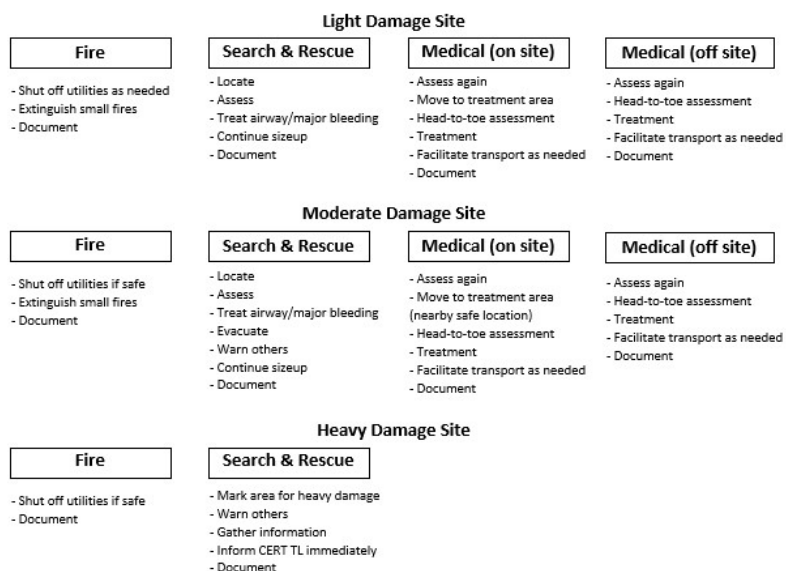 Light Damage Site
Fire
- Shut off utilities as needed
- Extinguish small fires
- Document
Search & Rescue
- Locate
- Assess
- Treat airway/major bleeding
- Continue sizeup
- Document
Medical (on site)
- Assess again
- Move to treatment area
- Head-to-toe assessment
- Treatment
- Facilitate transport as needed
- Document
Medical (off site)
- Assess again
- Head-to-toe assessment
- Treatment
- Facilitate transport as needed
- Document
Moderate Damage Site
Fire
- Shut off utilities if safe
- Extinguish small fires
- Document
Search & Rescue
- Locate
- Assess
- Treat airway/major bleeding
- Evacuate
- Warn others
- Continue sizeup
- Document
Medical (on site)
- Assess again
- Move to treatment area
(nearby safe location)
- Head-to-toe assessment
- Treatment
- Facilitate transport as needed
- Document
Medical (off site)
- Assess again
- Head-to-toe assessment
- Treatment
- Facilitate transport as needed
- Document
Heavy Damage Site
Fire
- Shut off utilities if safe
- Document
Search & Rescue
- Mark area for heavy damage
- Warn others
- Gather information
- Inform CERT TL immediately
- Document